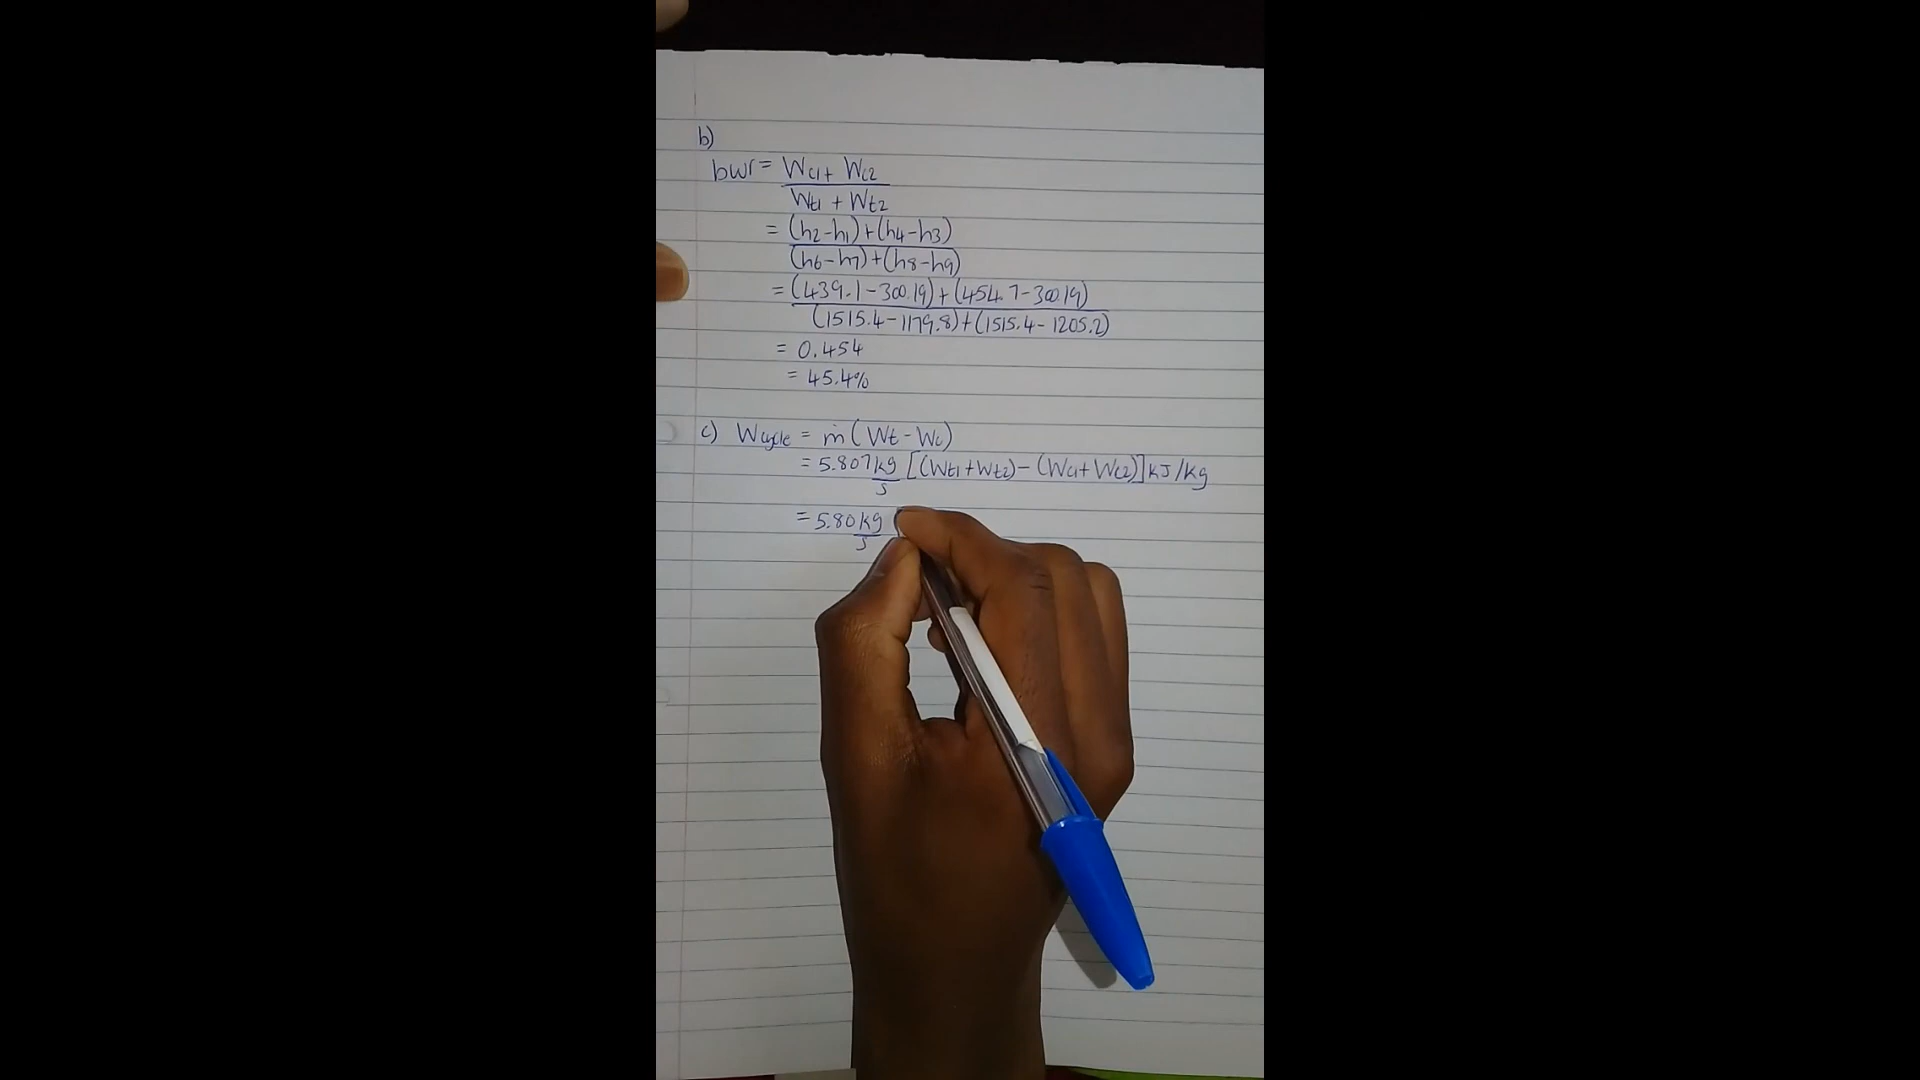 b)
bwr = Wc1 + Wc2
Wt1 + Wt2
= (h2-h1)+(h4-h3)
(h6-h7)+(h8-h9)
= (439.1-300.19)+(454.7-300.19)
(1515.4-1179.8)+(1515.4-1205.2)
= 0.454
= 45.4%
c) Wcycle = ṁ(Wt-Wc)
= 5.807kg [(Wt1+Wt2)-(Wc1+Wc2)]kJ/kg
s
= 5.80kg
s